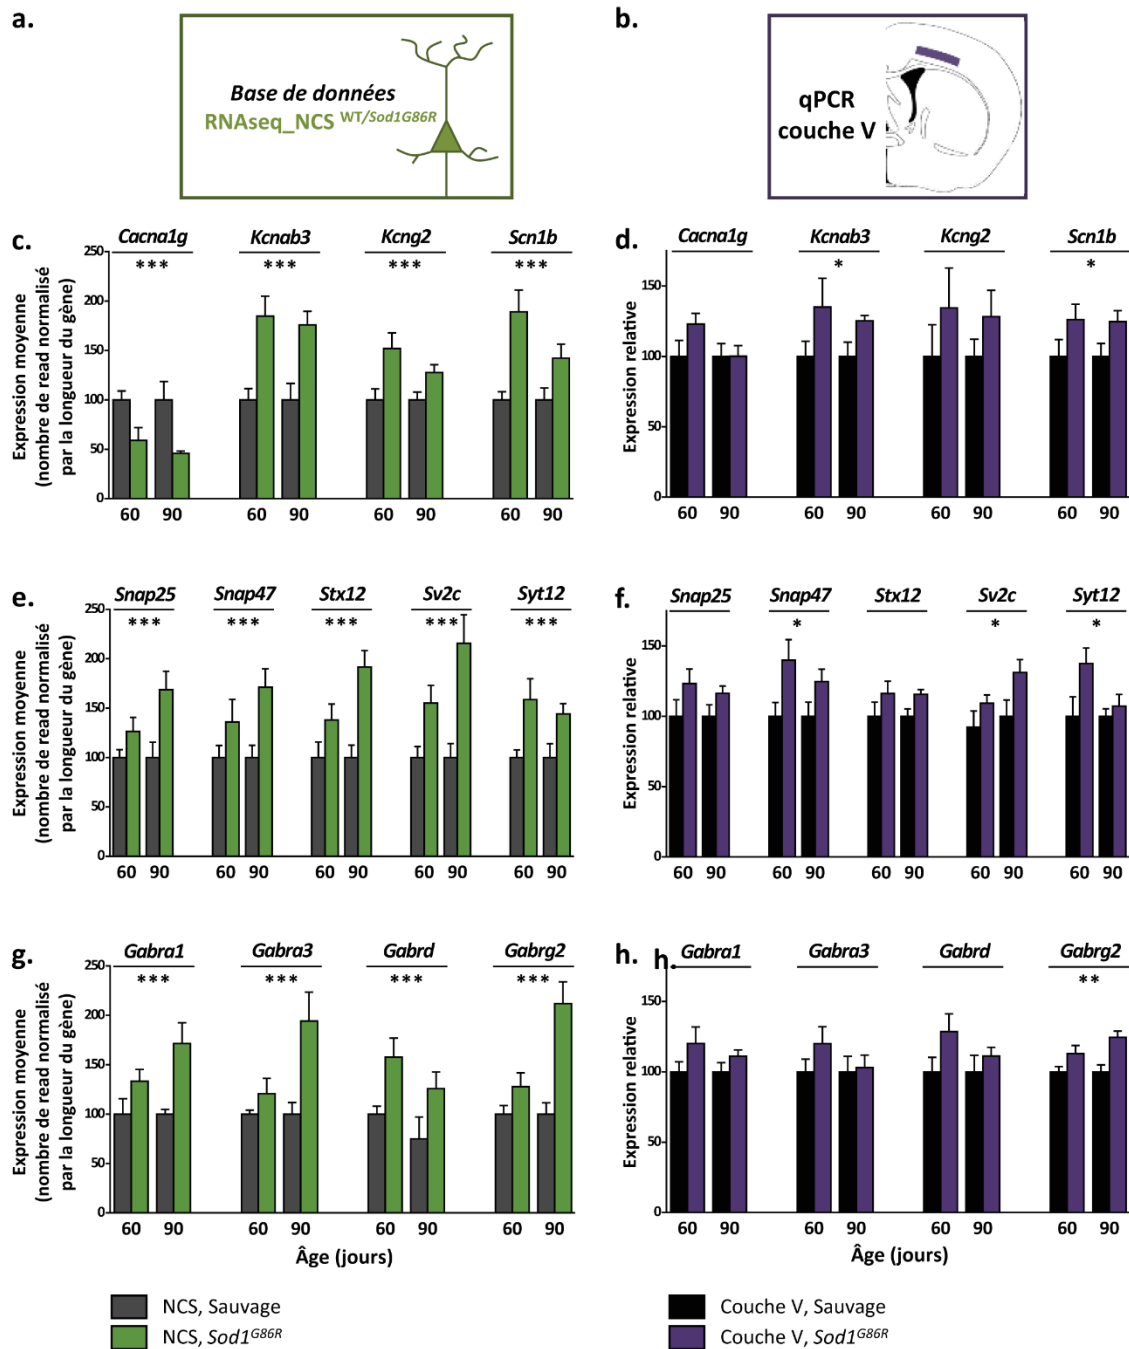 a.
Base de données
RNAseq_NCS WT/Sod1G86R
b.
qPCR
couche V
c.
Cacna1g Kcnab3 Kcng2 Scn1b
*** *** *** ***
Expression moyenne
(nombre de read normalisé
par la longueur du gène)
250
200
150
100
50
0
60 90 60 90 60 90 60 90
d.
Cacna1g Kcnab3 Kcng2 Scn1b
* *
Expression relative
150
100
50
0
60 90 60 90 60 90 60 90
e.
Snap25 Snap47 Stx12 Sv2c Syt12
*** *** *** *** ***
Expression moyenne
(nombre de read normalisé
par la longueur du gène)
250
200
150
100
50
0
60 90 60 90 60 90 60 90 60 90
f.
Snap25 Snap47 Stx12 Sv2c Syt12
* * *
Expression relative
150
100
50
0
60 90 60 90 60 90 60 90 60 90
g.
Gabra1 Gabra3 Gabrd Gabrg2
*** *** *** ***
Expression moyenne
(nombre de read normalisé
par la longueur du gène)
250
200
150
100
50
0
60 90 60 90 60 90 60 90
Âge (jours)
h. h.
Gabra1 Gabra3 Gabrd Gabrg2
**
Expression relative
150
100
50
0
60 90 60 90 60 90 60 90
Âge (jours)
NCS, Sauvage
NCS, Sod1G86R
Couche V, Sauvage
Couche V, Sod1G86R